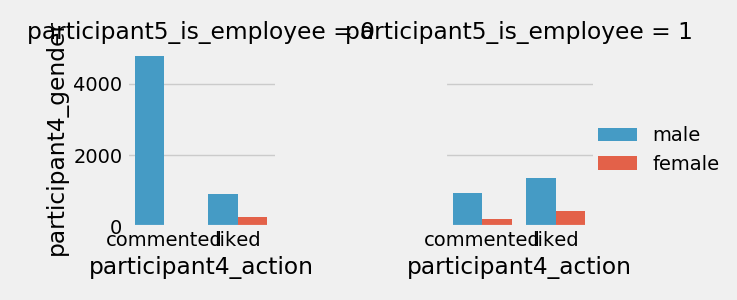 participant5_is_employee = 0
participant5_is_employee = 1
participant4_gender
4000
2000
0
commented
liked
commented
liked
participant4_action
participant4_action
male
female